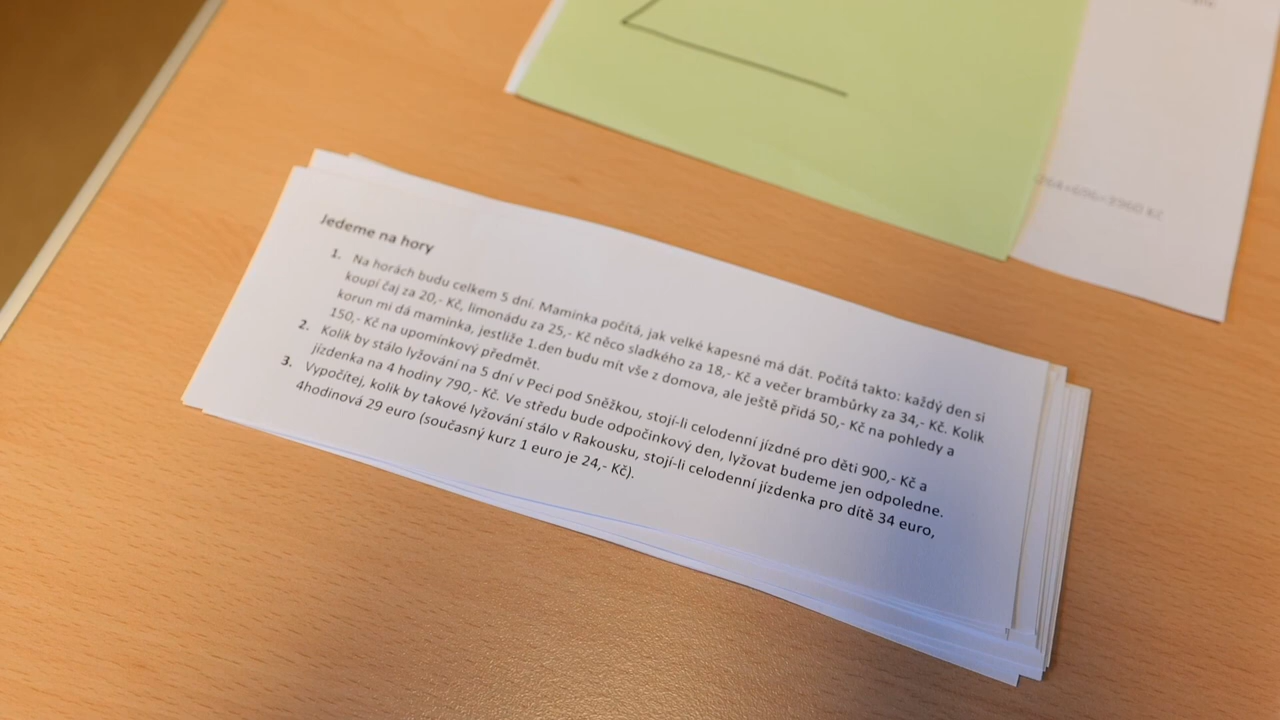 Jedeme na hory
1. Na horách budu celkem 5 dní. Maminka počítá, jak velké kapesné má dát. Počítá takto: každý den si
koupí čaj za 20,- Kč, limonádu za 25,- Kč něco sladkého za 18,- Kč a večer brambůrky za 34,- Kč. Kolik
korun mi dá maminka, jestliže 1.den budu mít vše z domova, ale ještě přidá 50,- Kč na pohledy a
150,- Kč na upomínkový předmět.
2. Kolik by stálo lyžování na 5 dní v Peci pod Sněžkou, stojí-li celodenní jízdné pro děti 900,- Kč a
jízdenka na 4 hodiny 790,- Kč. Ve středu bude odpočinkový den, lyžovat budeme jen odpoledne.
3. Vypočítej, kolik by takové lyžování stálo v Rakousku, stojí-li celodenní jízdenka pro dítě 34 euro,
4hodinová 29 euro (současný kurz 1 euro je 24,- Kč).